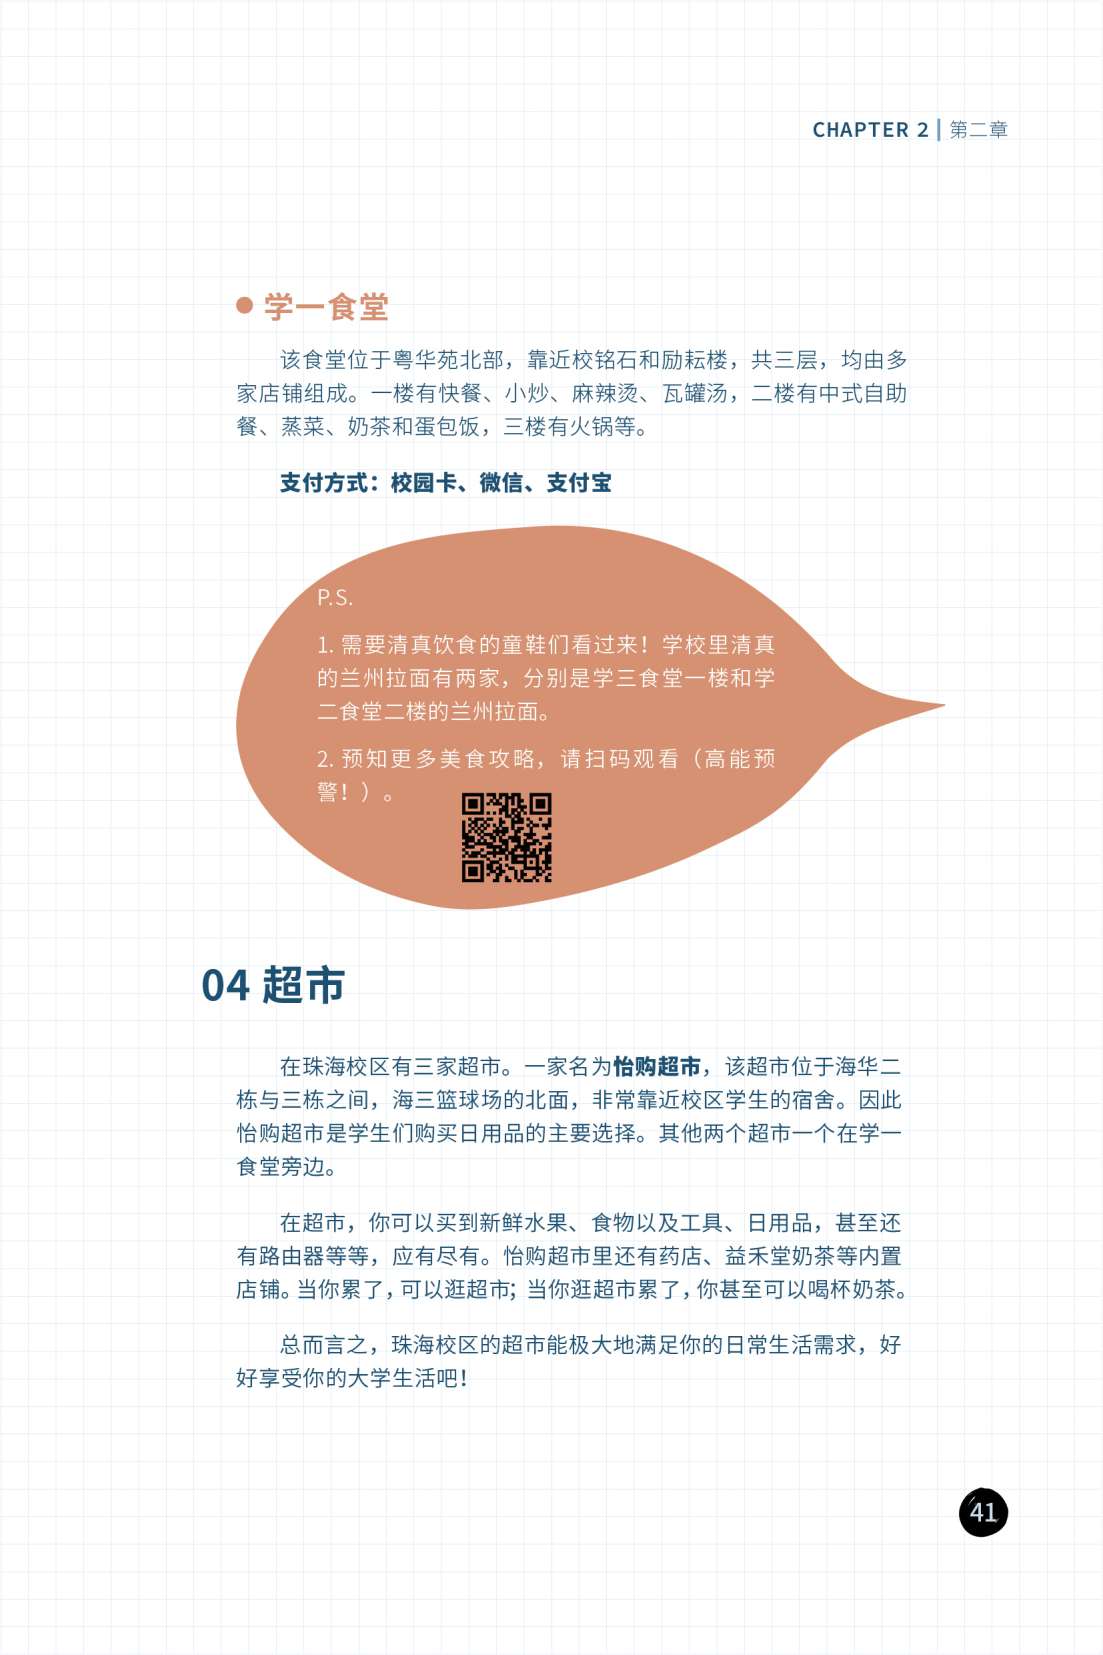 CHAPTER 2 | 第二章
学一食堂
该食堂位于粤华苑北部，靠近校铭石和励耘楼，共三层，均由多
家店铺组成。一楼有快餐、小炒、麻辣烫、瓦罐汤，二楼有中式自助
餐、蒸菜、奶茶和蛋包饭，三楼有火锅等。
支付方式：校园卡、微信、支付宝
P.S.
1. 需要清真饮食的童鞋们看过来！学校里清真
的兰州拉面有两家，分别是学三食堂一楼和学
二食堂二楼的兰州拉面。
2. 预知更多美食攻略，请扫码观看（高能预
警！）。
04 超市
在珠海校区有三家超市。一家名为怡购超市，该超市位于海华二
栋与三栋之间，海三篮球场的北面，非常靠近校区学生的宿舍。因此
怡购超市是学生们购买日用品的主要选择。其他两个超市一个在学一
食堂旁边。
在超市，你可以买到新鲜水果、食物以及工具、日用品，甚至还
有路由器等等，应有尽有。怡购超市里还有药店、益禾堂奶茶等内置
店铺。当你累了，可以逛超市；当你逛超市累了，你甚至可以喝杯奶茶。
总而言之，珠海校区的超市能极大地满足你的日常生活需求，好
好享受你的大学生活吧！
41